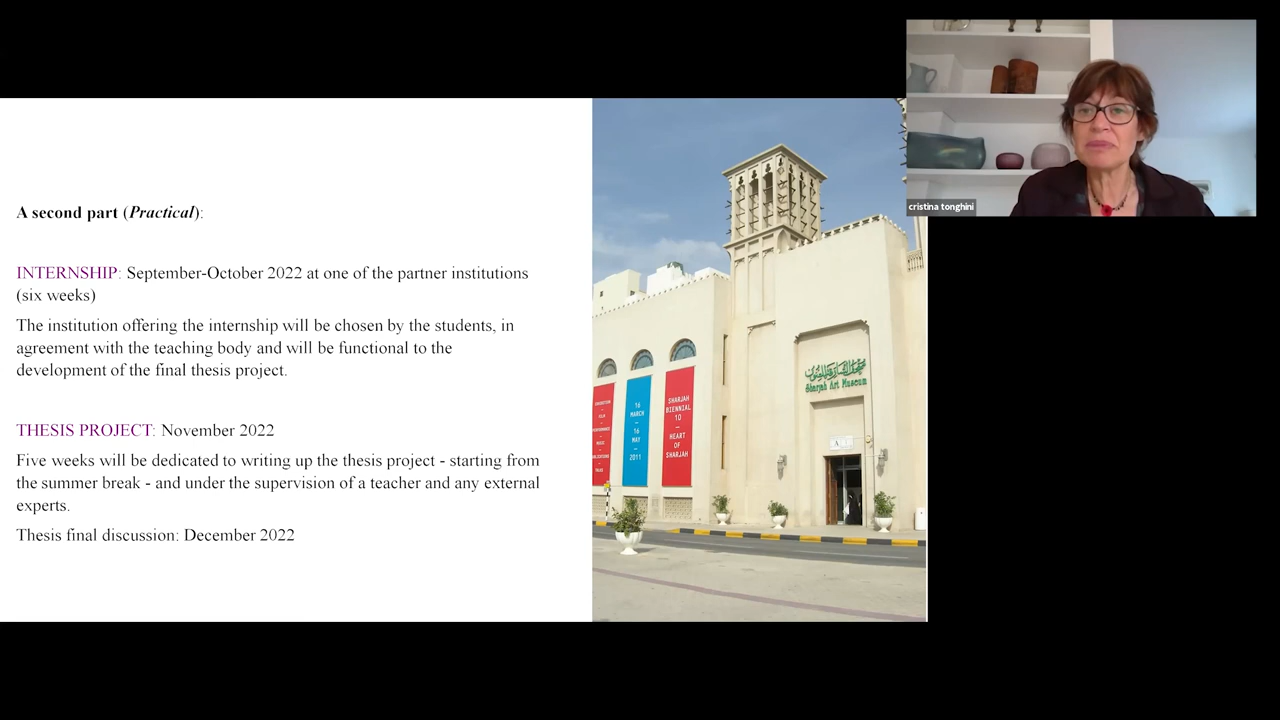 A second part (Practical):
INTERNSHIP: September-October 2022 at one of the partner institutions
(six weeks)
The institution offering the internship will be chosen by the students, in
agreement with the teaching body and will be functional to the
development of the final thesis project.
THESIS PROJECT: November 2022
Five weeks will be dedicated to writing up the thesis project - starting from
the summer break - and under the supervision of a teacher and any external
experts.
Thesis final discussion: December 2022
16
MARCH
–
16
MAY
–
2011
SHARJAH
BIENNIAL
10
–
HEART
OF
SHARJAH
متحف الشارقة للفنون
Sharjah Art Museum
cristina tonghini